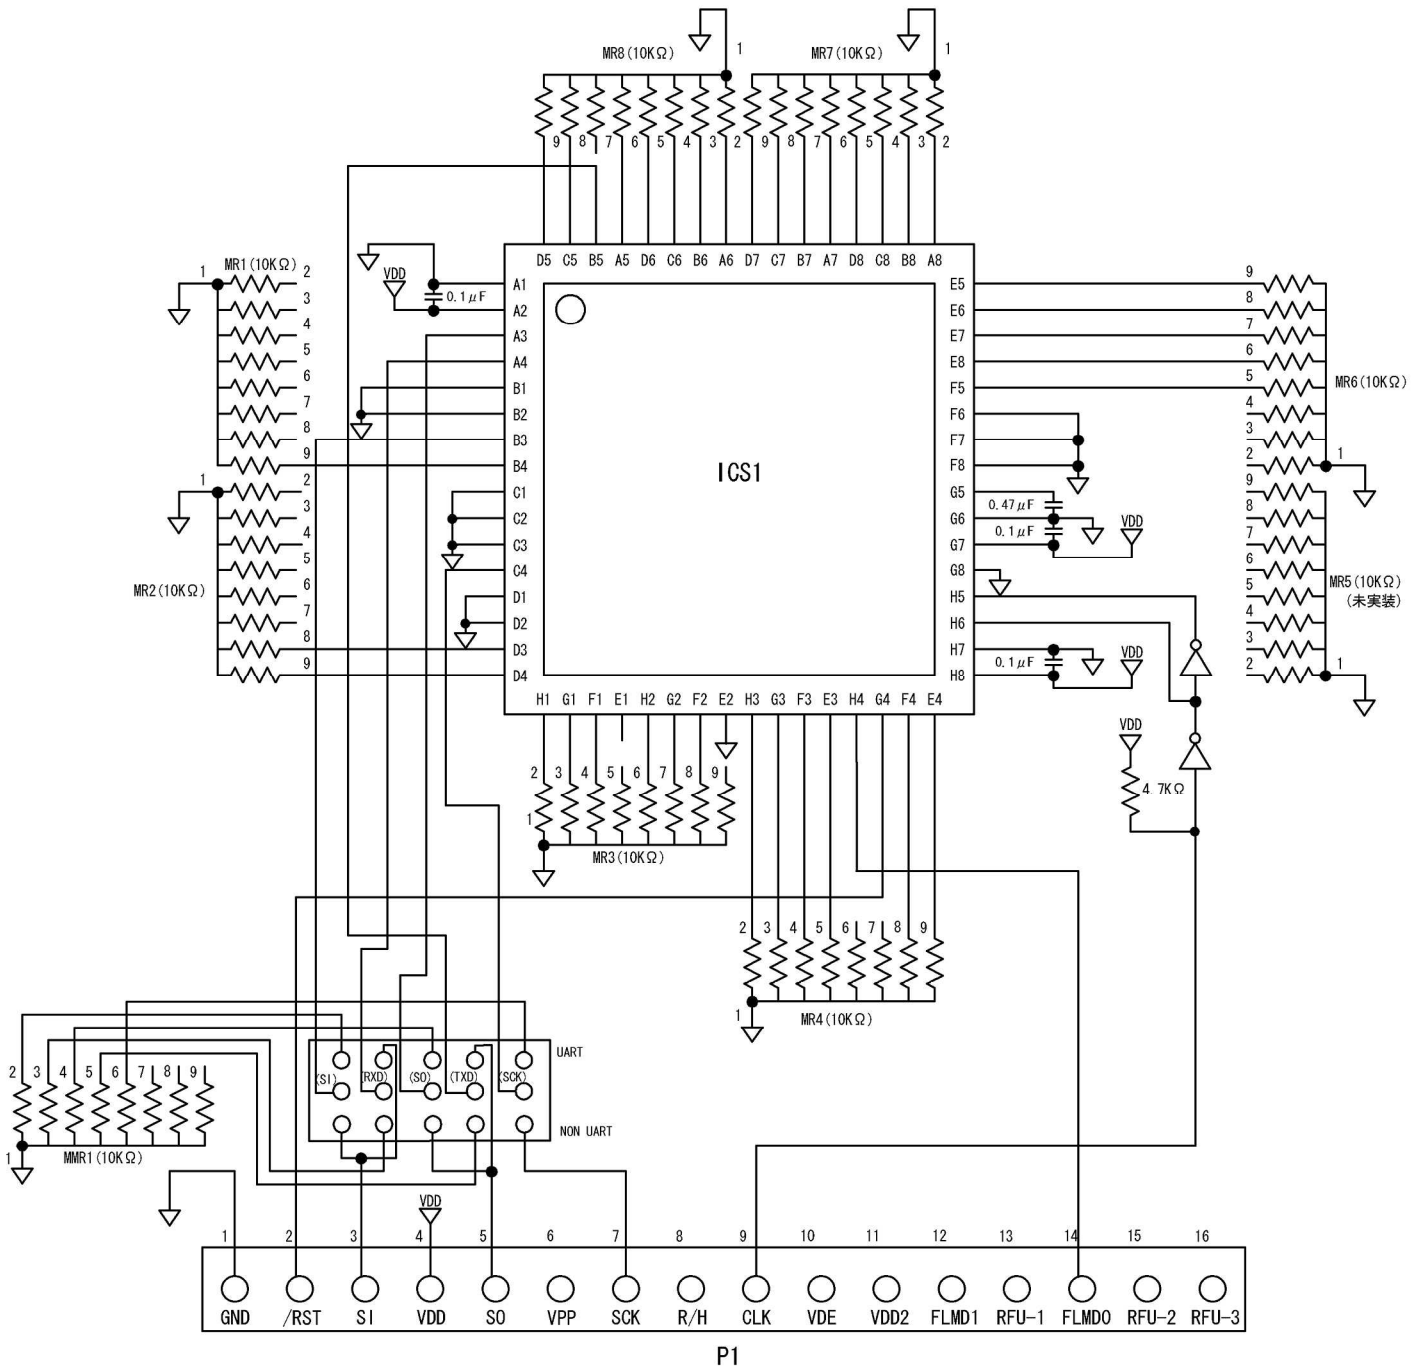 MR8(10KΩ) 1 MR7(10KΩ) 1
9 8 7 6 5 4 3 2 9 8 7 6 5 4 3 2
D5 C5 B5 A5 D6 C6 B6 A6 D7 C7 B7 A7 D8 C8 B8 A8
1 MR1(10KΩ) 2
3
4
5
6
7
8
9
1 2
3
4
5
MR2(10KΩ) 6
7
8
9
VDD
0.1μF
A1
A2
A3
A4
B1
B2
B3
B4
C1
C2
C3
C4
D1
D2
D3
D4
ICS1
E5
E6
E7
E8
F5
F6
F7
F8
G5
G6
G7
G8
H5
H6
H7
H8
0.47μF
0.1μF VDD
0.1μF VDD
9
8
7
6
5 MR6(10KΩ)
4
3
2 1
9
8
7
6
5 MR5(10KΩ)
(未実装)
4
3
2 1
H1 G1 F1 E1 H2 G2 F2 E2 H3 G3 F3 E3 H4 G4 F4 E4
VDD
4.7KΩ
2 3 4 5 6 7 8 9
1
MR3(10KΩ)
2 3 4 5 6 7 8 9
1 MR4(10KΩ)
UART
(SI) (RXD) (SO) (TXD) (SCK)
NON UART
2 3 4 5 6 7 8 9
1 MMR1(10KΩ)
VDD
1 2 3 4 5 6 7 8 9 10 11 12 13 14 15 16
GND /RST SI VDD SO VPP SCK R/H CLK VDE VDD2 FLMD1 RFU-1 FLMD0 RFU-2 RFU-3
P1